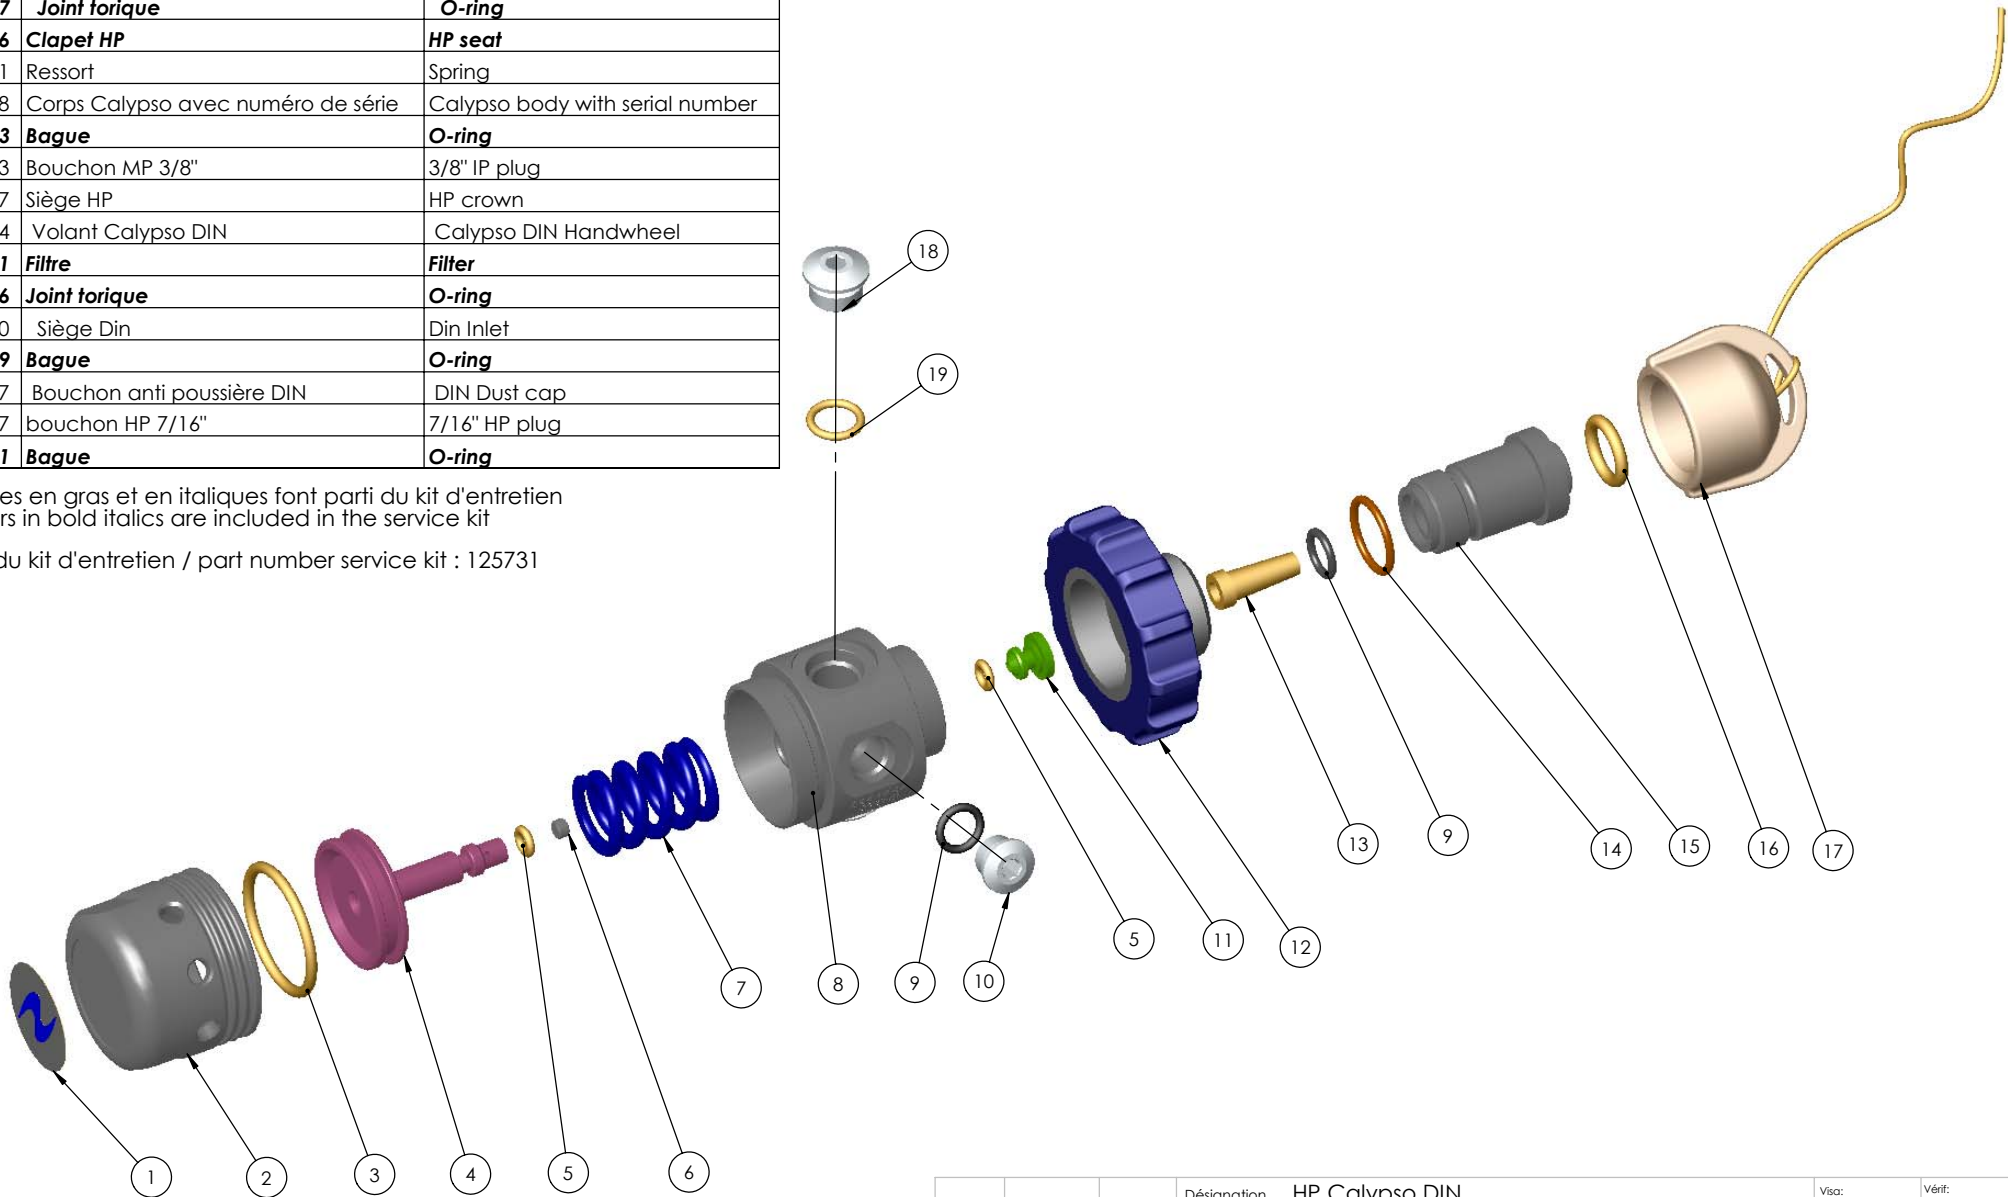 7 Joint torique O-ring
6 Clapet HP HP seat
1 Ressort Spring
8 Corps Calypso avec numéro de série Calypso body with serial number
3 Bague O-ring
3 Bouchon MP 3/8" 3/8" IP plug
7 Siège HP HP crown
4 Volant Calypso DIN Calypso DIN Handwheel
1 Filtre Filter
6 Joint torique O-ring
0 Siège Din Din Inlet
9 Bague O-ring
7 Bouchon anti poussière DIN DIN Dust cap
7 bouchon HP 7/16" 7/16" HP plug
1 Bague O-ring
es en gras et en italiques font parti du kit d'entretien
rs in bold italics are included in the service kit
du kit d'entretien / part number service kit : 125731
18
19
13
9
14
15
16
17
5
11
12
7
8
9
10
1
2
3
4
5
6
Désignation HP Calypso DIN
Visa:
Vérif: